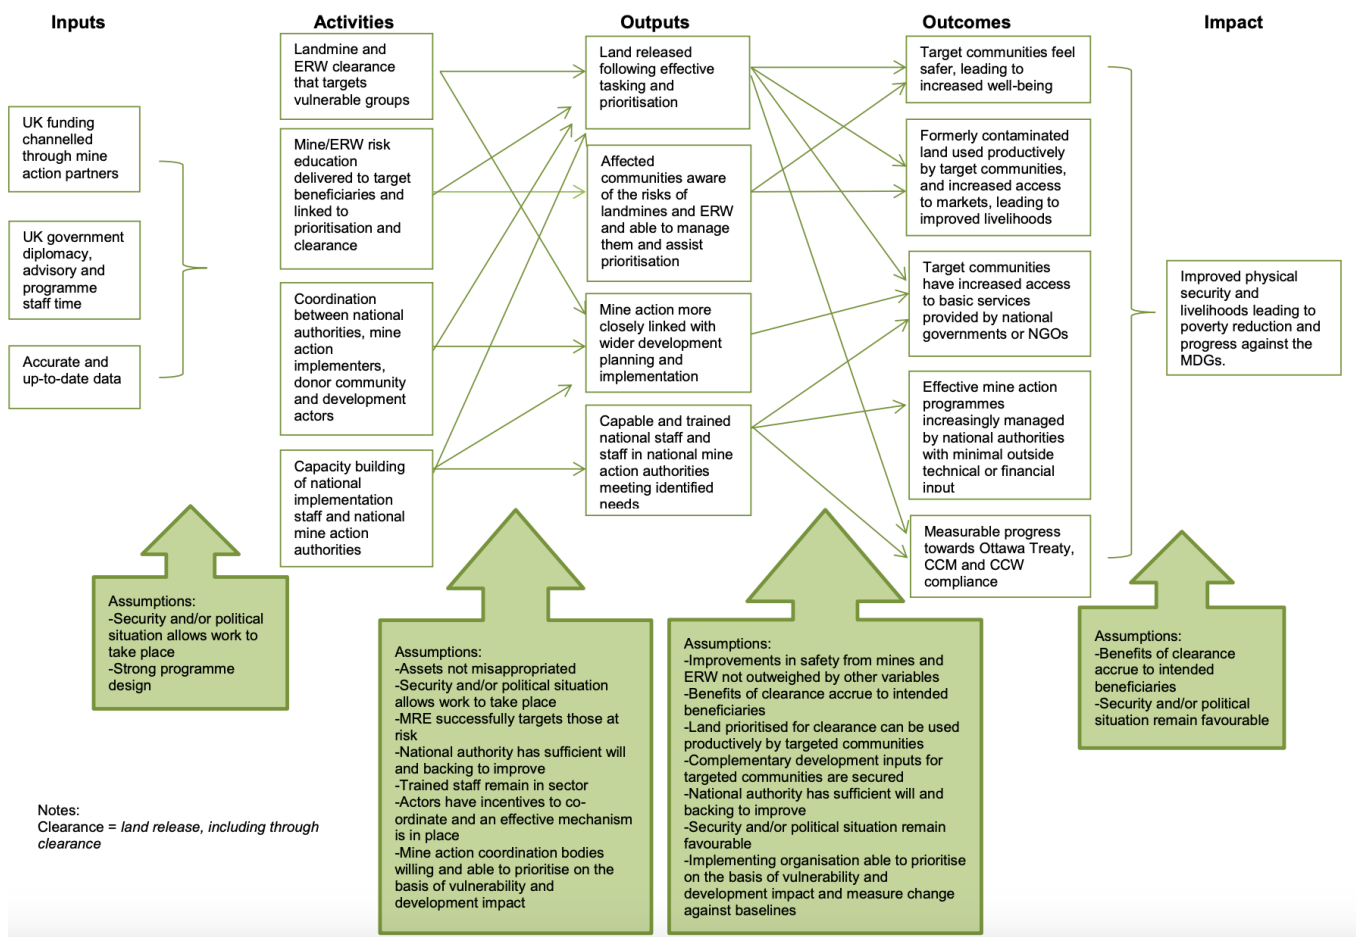 Inputs
Activities
Outputs
Outcomes
Impact
UK funding
channelled
through mine
action partners
UK government
diplomacy,
advisory and
programme
staff time
Accurate and
up-to-date data
Landmine and
ERW clearance
that targets
vulnerable groups
Mine/ERW risk
education
delivered to target
beneficiaries and
linked to
prioritisation and
clearance
Coordination
between national
authorities, mine
action
implementers,
donor community
and development
actors
Capacity building
of national
implementation
staff and national
mine action
authorities
Land released
following effective
tasking and
prioritisation
Affected
communities aware
of the risks of
landmines and ERW
and able to manage
them and assist
prioritisation
Mine action more
closely linked with
wider development
planning and
implementation
Capable and trained
national staff and
staff in national mine
action authorities
meeting identified
needs
Target communities feel
safer, leading to
increased well-being
Formerly contaminated
land used productively
by target communities,
and increased access
to markets, leading to
improved livelihoods
Target communities
have increased access
to basic services
provided by national
governments or NGOs
Effective mine action
programmes
increasingly managed
by national authorities
with minimal outside
technical or financial
input
Measurable progress
towards Ottawa Treaty,
CCM and CCW
compliance
Improved physical
security and
livelihoods leading to
poverty reduction and
progress against the
MDGs.
Assumptions:
-Security and/or political
situation allows work to
take place
-Strong programme
design
Assumptions:
-Assets not misappropriated
-Security and/or political situation
allows work to take place
-MRE successfully targets those at
risk
-National authority has sufficient will
and backing to improve
-Trained staff remain in sector
-Actors have incentives to co-
ordinate and an effective mechanism
is in place
-Mine action coordination bodies
willing and able to prioritise on the
basis of vulnerability and
development impact
Assumptions:
-Improvements in safety from mines and
ERW not outweighed by other variables
-Benefits of clearance accrue to intended
beneficiaries
-Land prioritised for clearance can be used
productively by targeted communities
-Complementary development inputs for
targeted communities are secured
-National authority has sufficient will and
backing to improve
-Security and/or political situation remain
favourable
-Implementing organisation able to prioritise
on the basis of vulnerability and
development impact and measure change
against baselines
Assumptions:
-Benefits of clearance
accrue to intended
beneficiaries
-Security and/or political
situation remain favourable
Notes:
Clearance = land release, including through
clearance